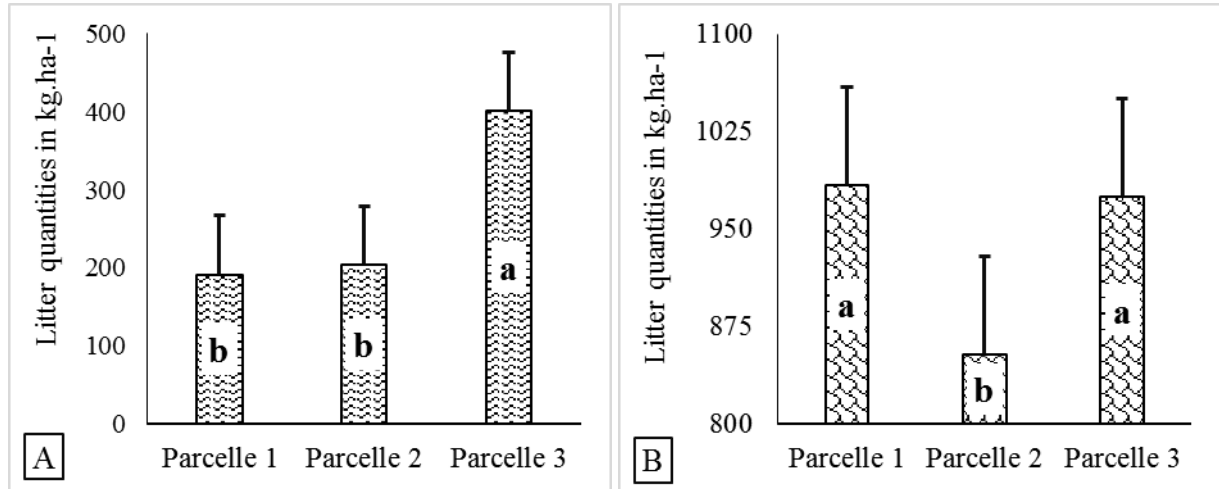 Litter quantities in kg.ha-1
500
400
300
200
100
0
b
b
a
Parcelle 1 Parcelle 2 Parcelle 3
A
Litter quantities in kg.ha-1
1100
1025
950
875
800
a
b
a
Parcelle 1 Parcelle 2 Parcelle 3
B